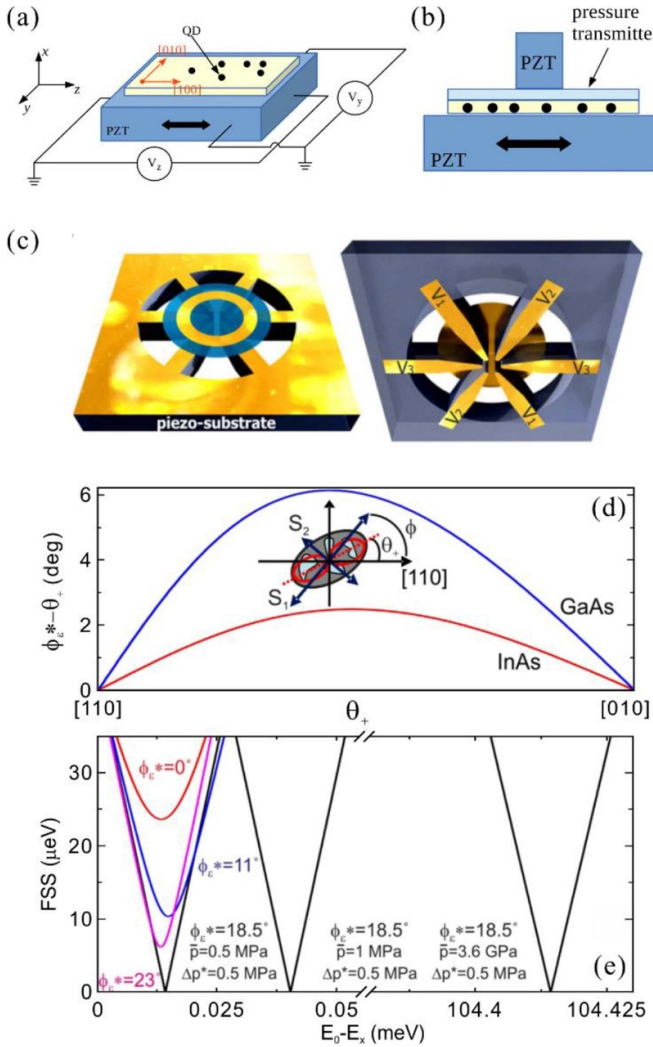 (a)
QD
[010]
[100]
x
y
z
PZT
V_y
V_z
(b)
pressure
transmitter
PZT
PZT
(c)
V_1
V_2
V_3
V_3
V_2
V_1
piezo-substrate
(d)
ϕ_ε*-θ_+ (deg)
6
4
2
0
S_2
S_1
ϕ
θ_+
[110]
GaAs
InAs
[110]
θ_+
[010]
FSS (μeV)
30
20
10
0
ϕ_ε*=0°
ϕ_ε*=11°
ϕ_ε*=23°
ϕ_ε*=18.5°
p̄=0.5 MPa
Δp*=0.5 MPa
ϕ_ε*=18.5°
p̄=1 MPa
Δp*=0.5 MPa
ϕ_ε*=18.5°
p̄=3.6 GPa
Δp*=0.5 MPa
(e)
0
0.025
0.05
104.4
104.425
E_0-E_x (meV)